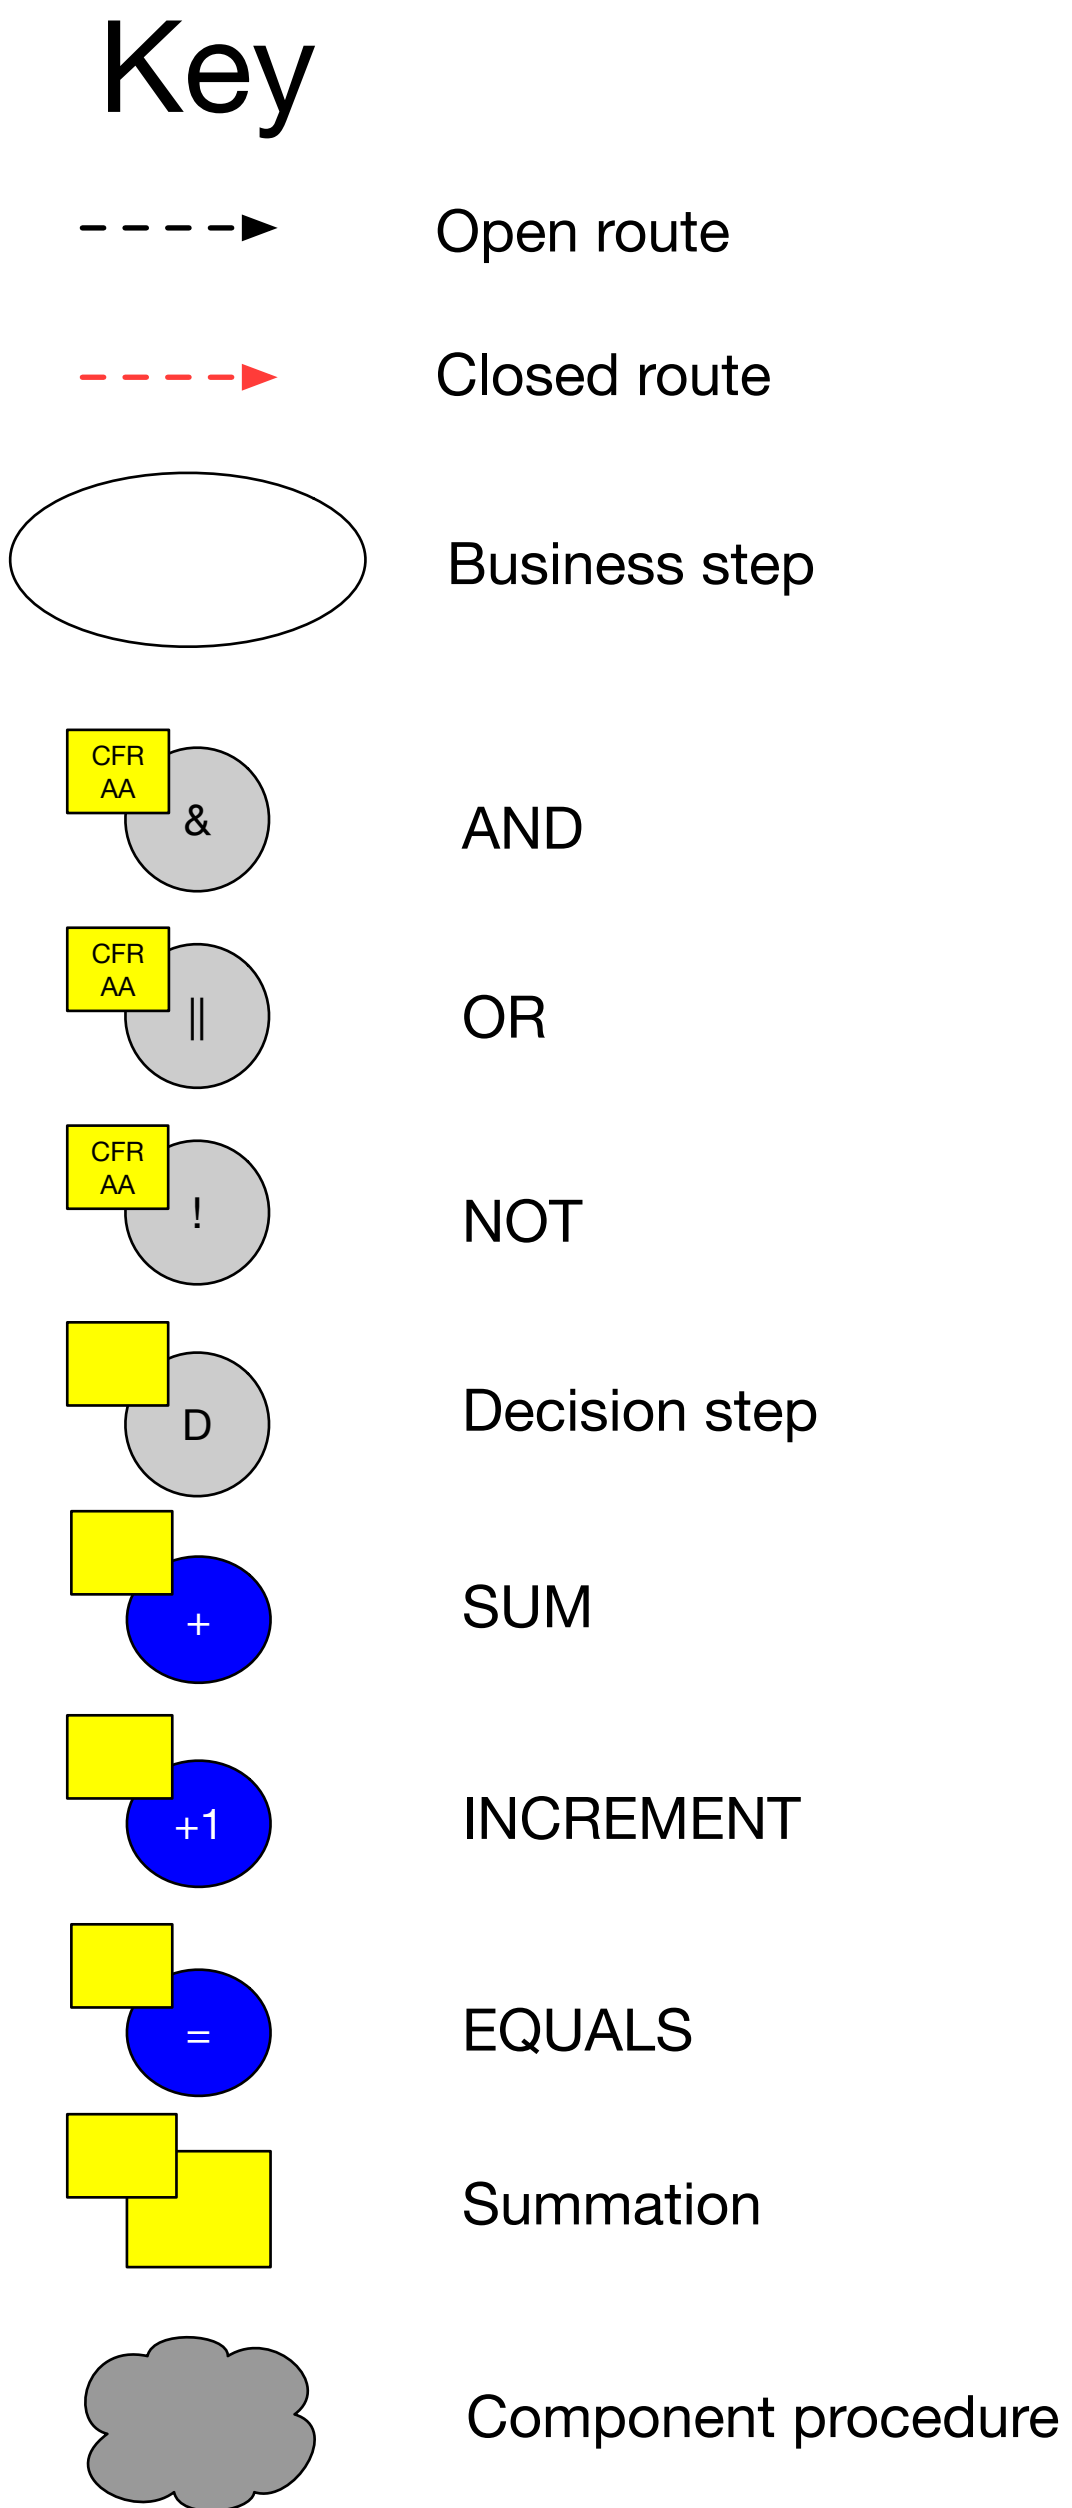 Key
Open route
Closed route
Business step
CFR
AA
&
AND
CFR
AA
||
OR
CFR
AA
!
NOT
D
Decision step
+
SUM
+1
INCREMENT
=
EQUALS
Summation
Component procedure